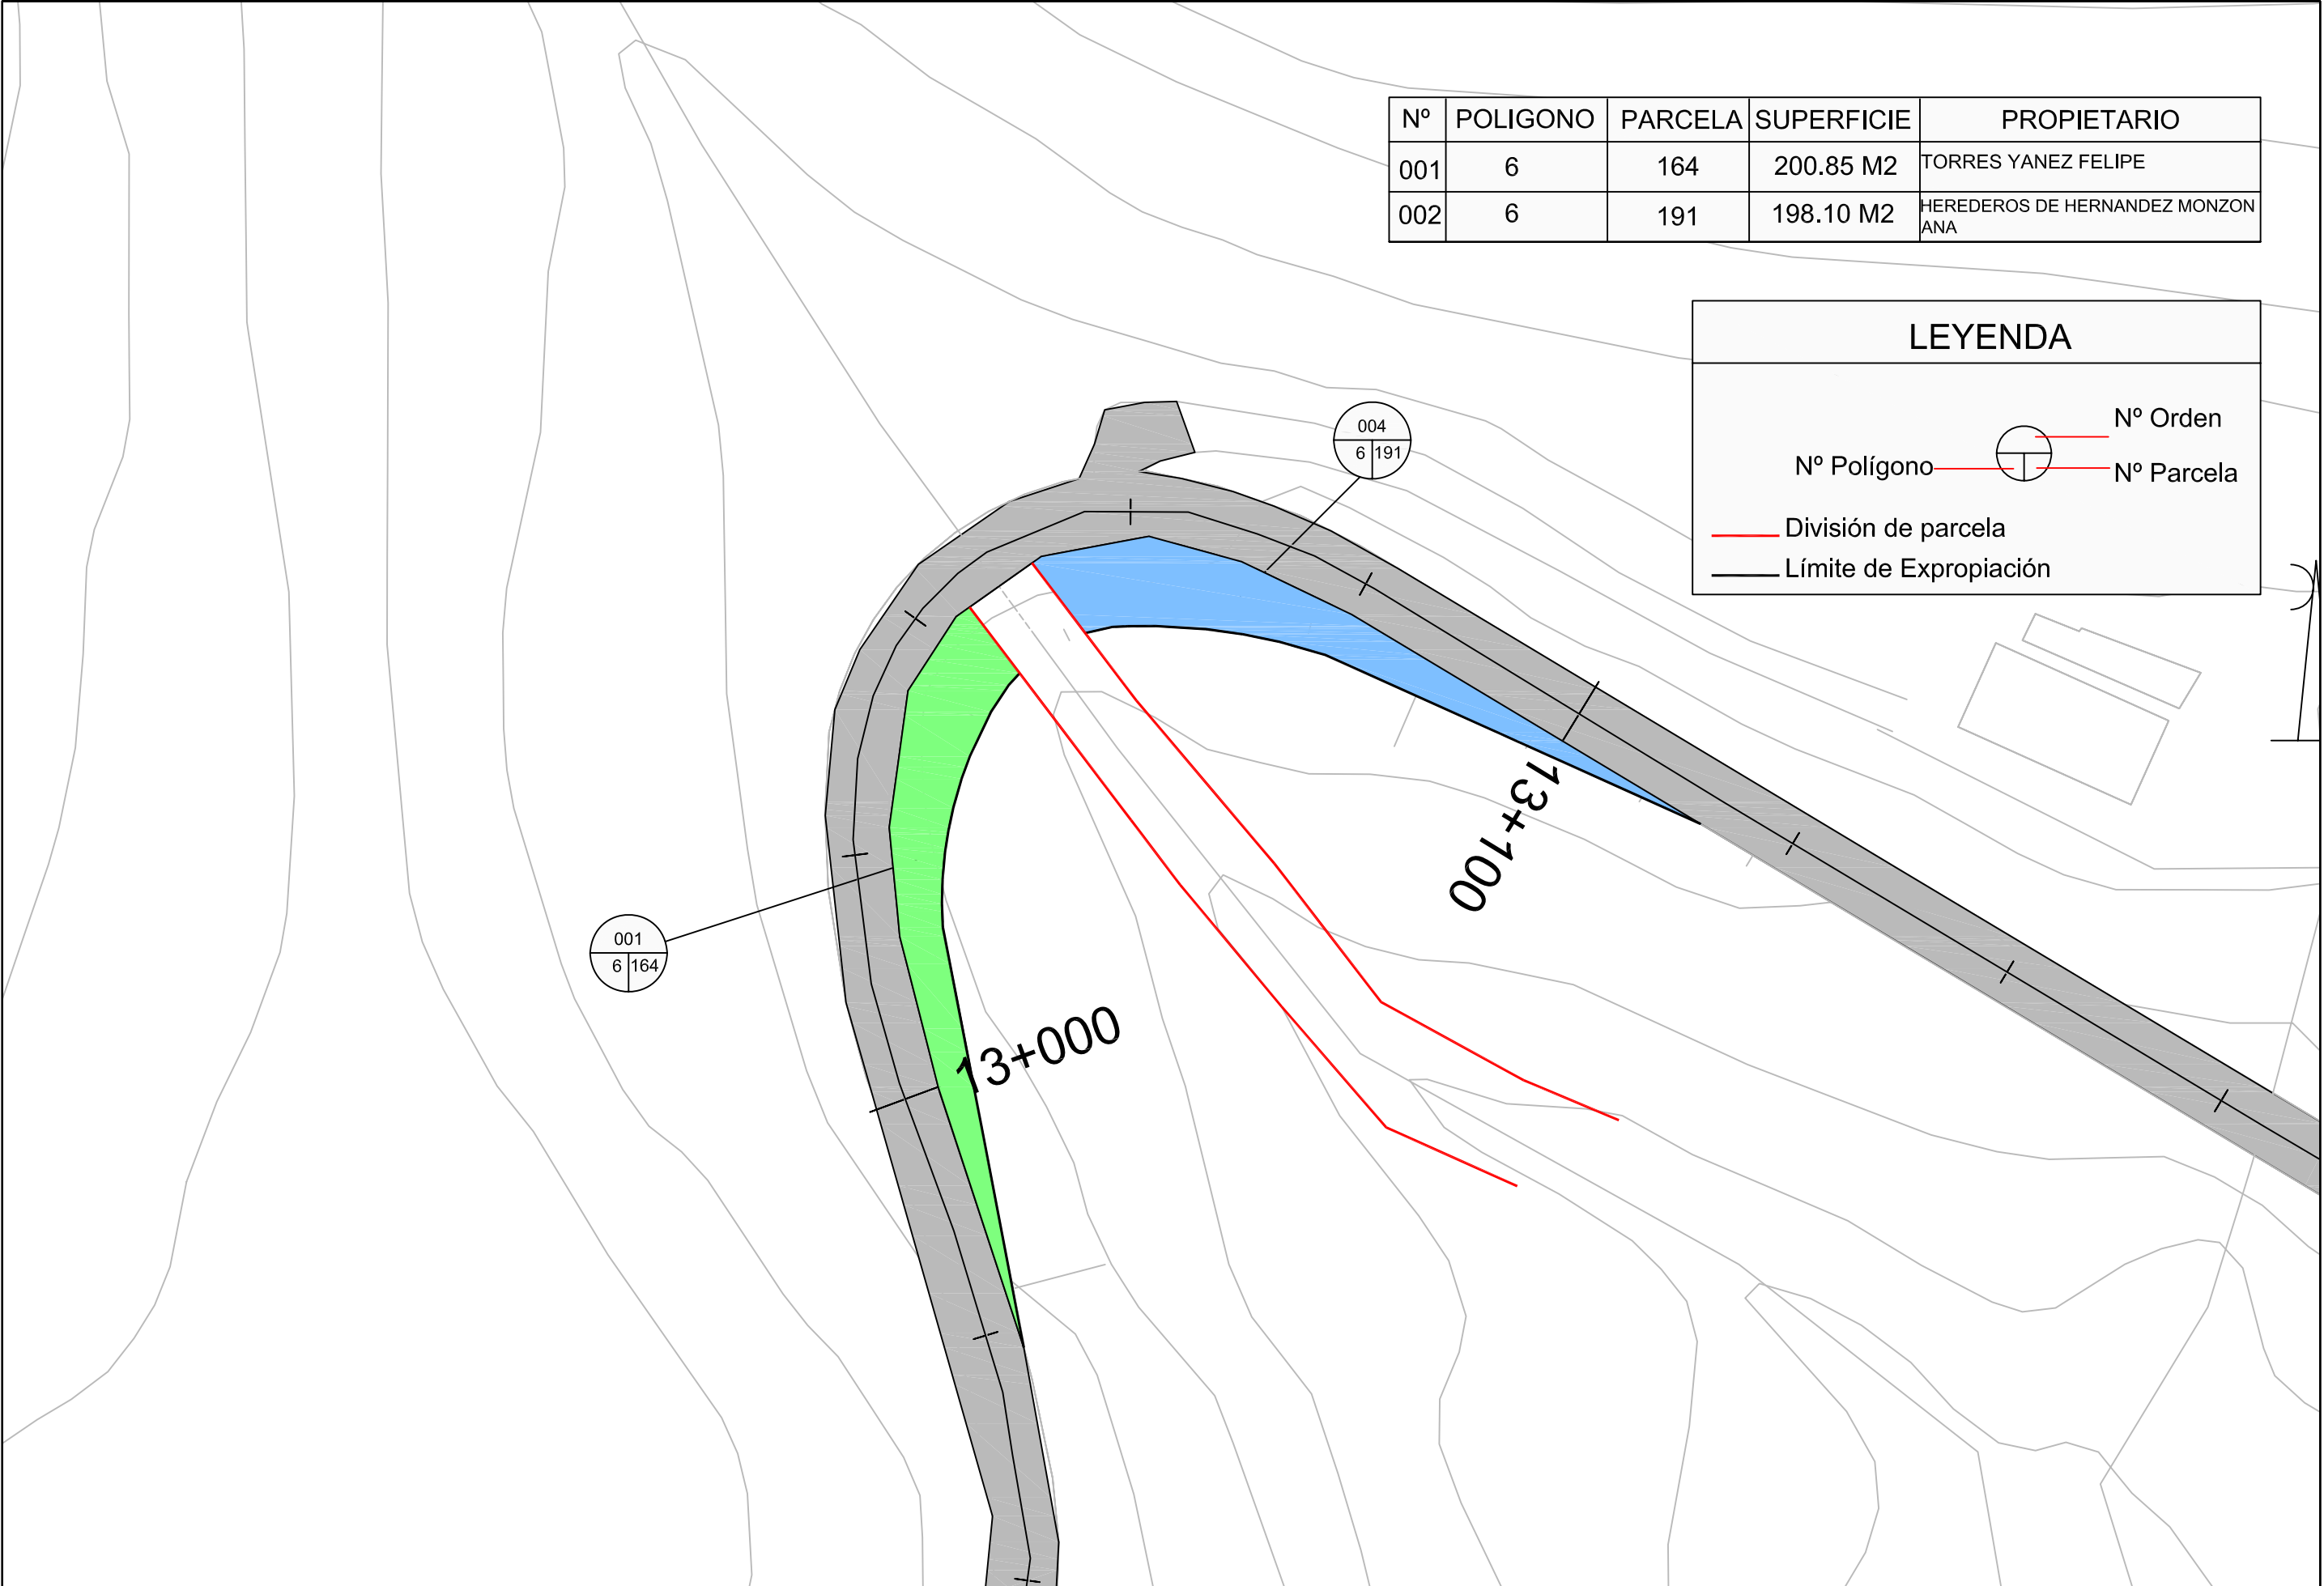 Nº POLIGONO PARCELA SUPERFICIE PROPIETARIO
001 6 164 200.85 M2 TORRES YANEZ FELIPE
002 6 191 198.10 M2 HEREDEROS DE HERNANDEZ MONZON
ANA
LEYENDA
Nº Orden
Nº Polígono
Nº Parcela
División de parcela
Límite de Expropiación
004
6 191
13+100
001
6 164
13+000